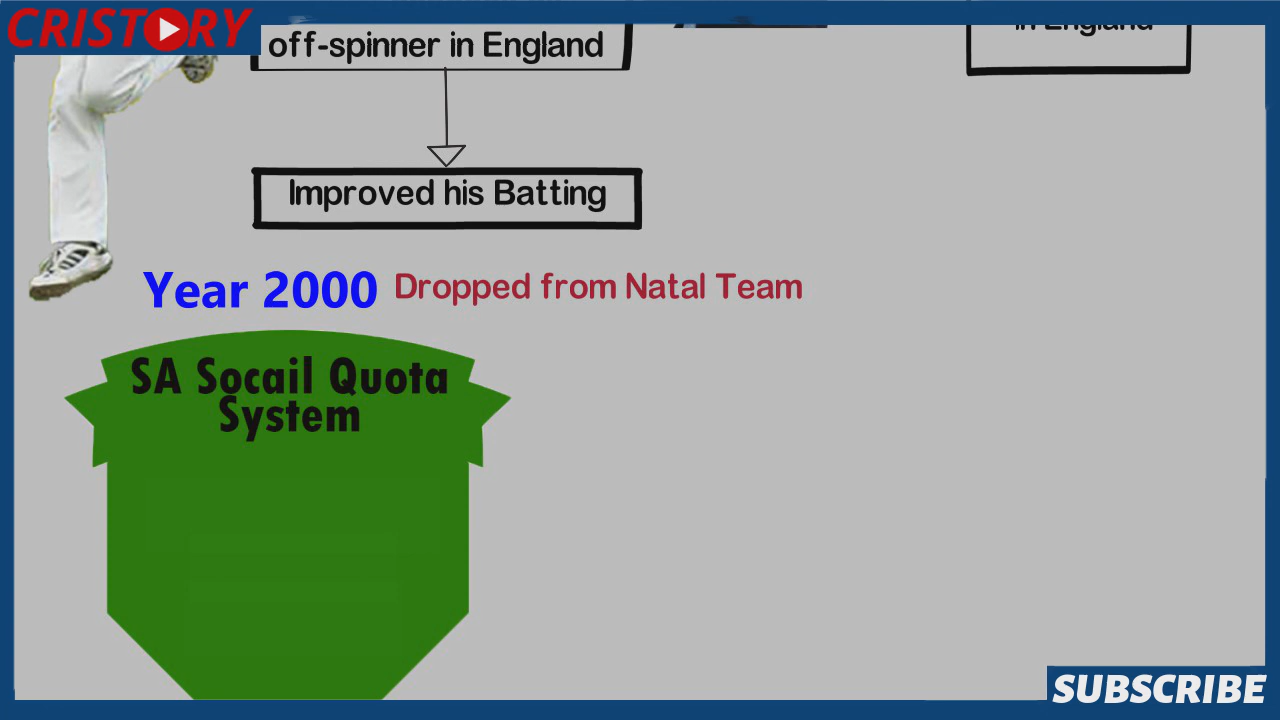 CRISTORY
off-spinner in England
in England
Improved his Batting
Year 2000 Dropped from Natal Team
SA Socail Quota
System
SUBSCRIBE